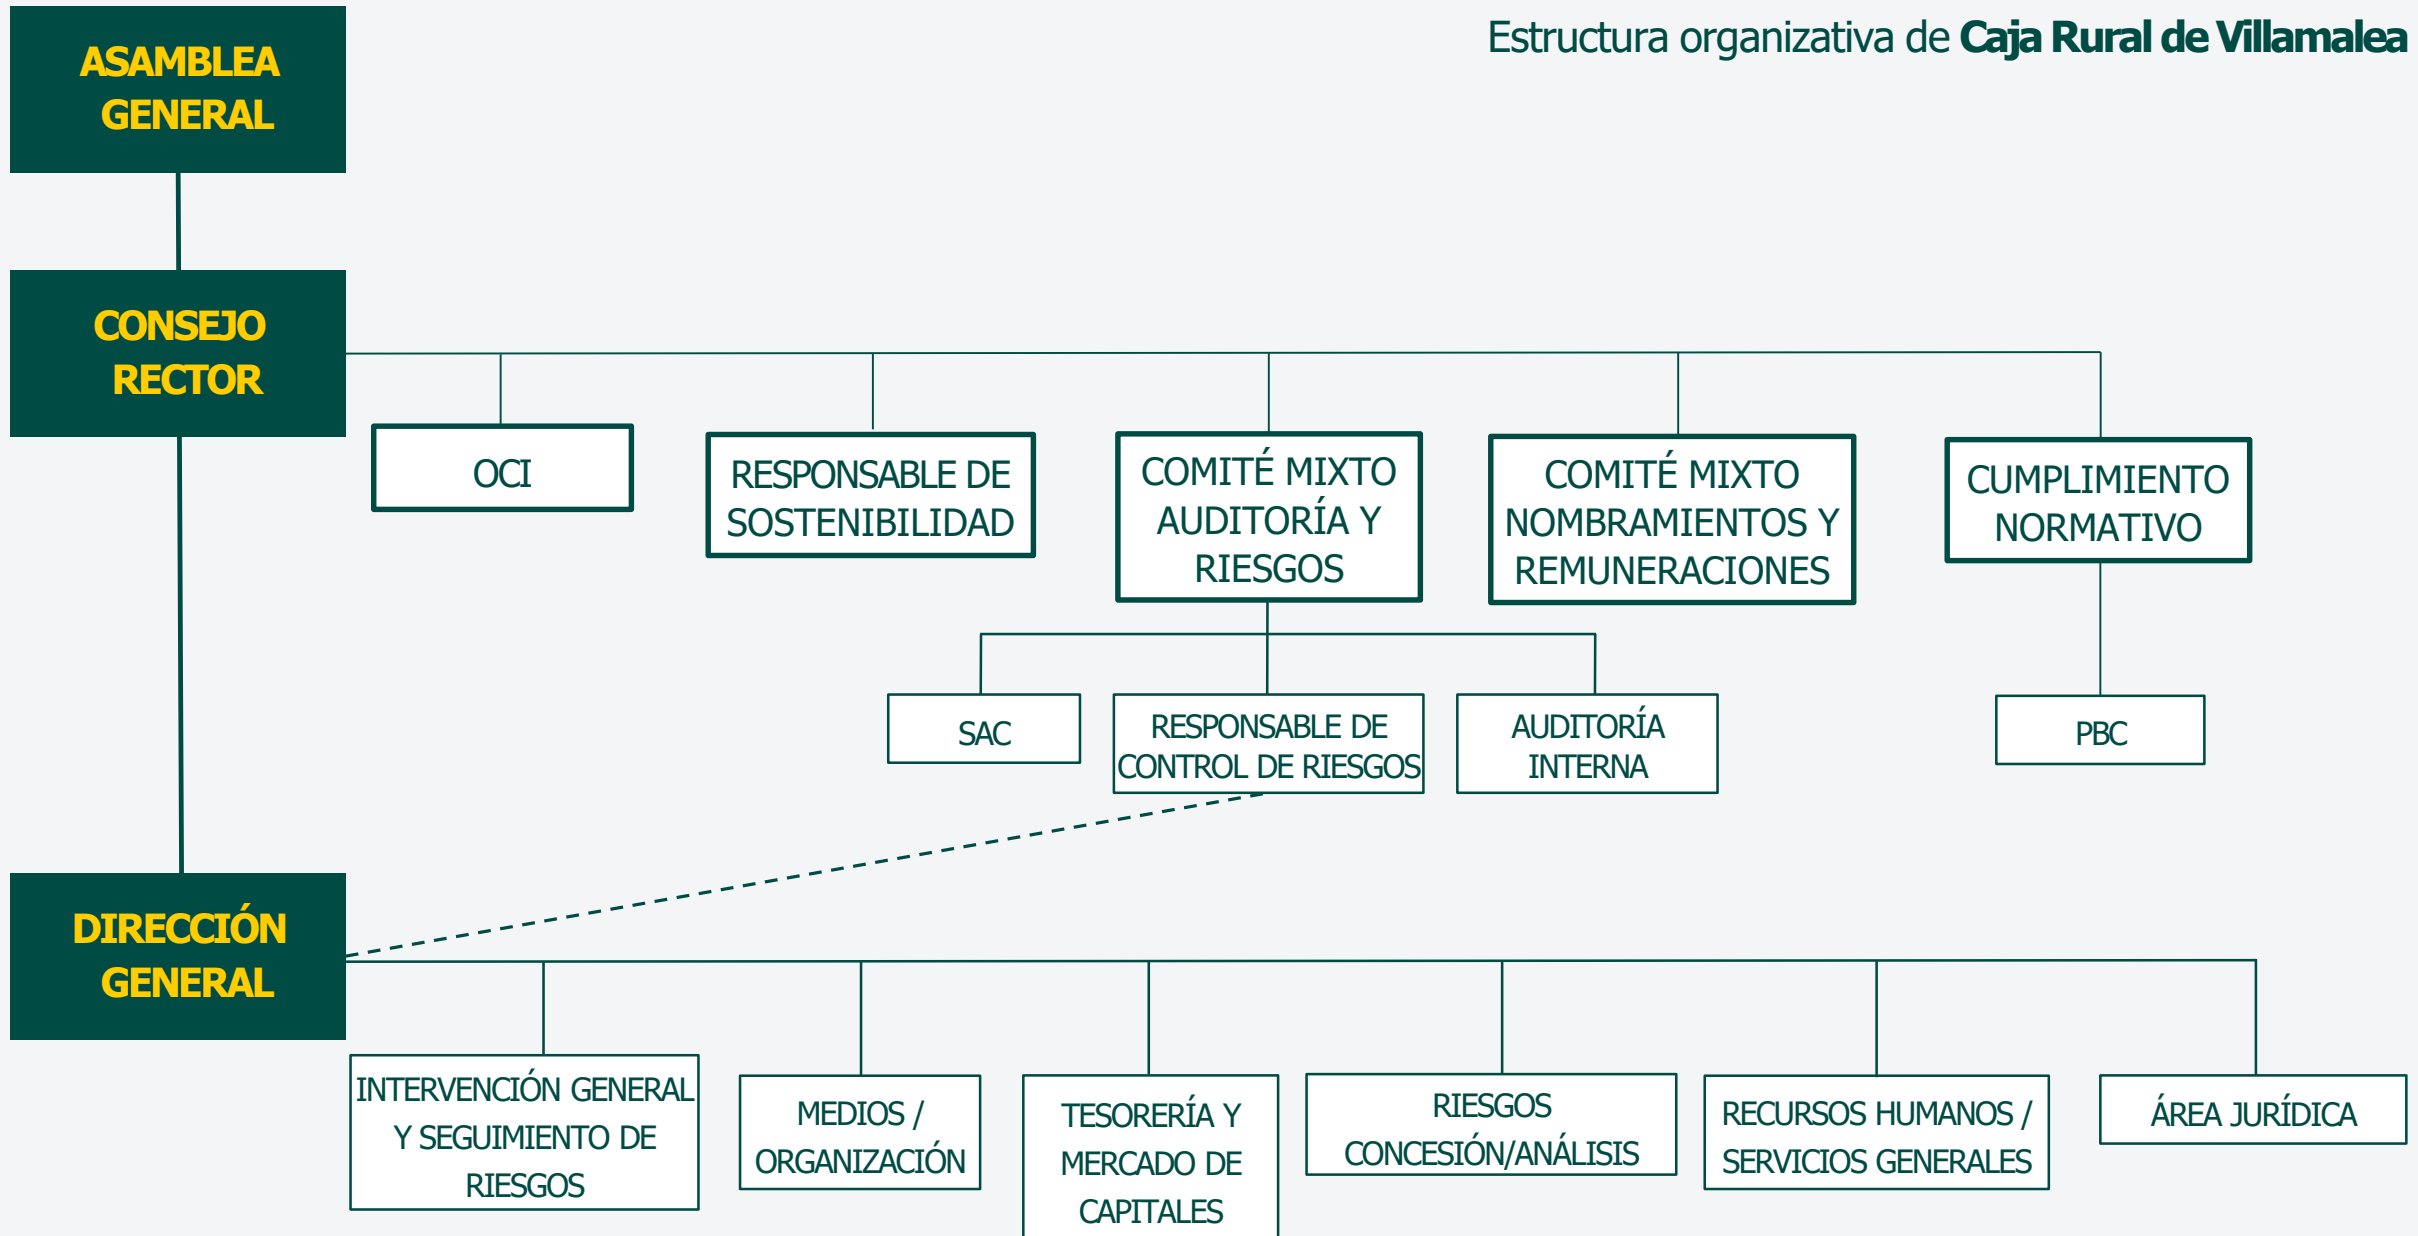 Estructura organizativa de Caja Rural de Villamalea
ASAMBLEA
GENERAL
CONSEJO
RECTOR
OCI
RESPONSABLE DE
SOSTENIBILIDAD
COMITÉ MIXTO
AUDITORÍA Y
RIESGOS
COMITÉ MIXTO
NOMBRAMIENTOS Y
REMUNERACIONES
CUMPLIMIENTO
NORMATIVO
SAC
RESPONSABLE DE
CONTROL DE RIESGOS
AUDITORÍA
INTERNA
PBC
DIRECCIÓN
GENERAL
INTERVENCIÓN GENERAL
Y SEGUIMIENTO DE
RIESGOS
MEDIOS /
ORGANIZACIÓN
TESORERÍA Y
MERCADO DE
CAPITALES
RIESGOS
CONCESIÓN/ANÁLISIS
RECURSOS HUMANOS /
SERVICIOS GENERALES
ÁREA JURÍDICA